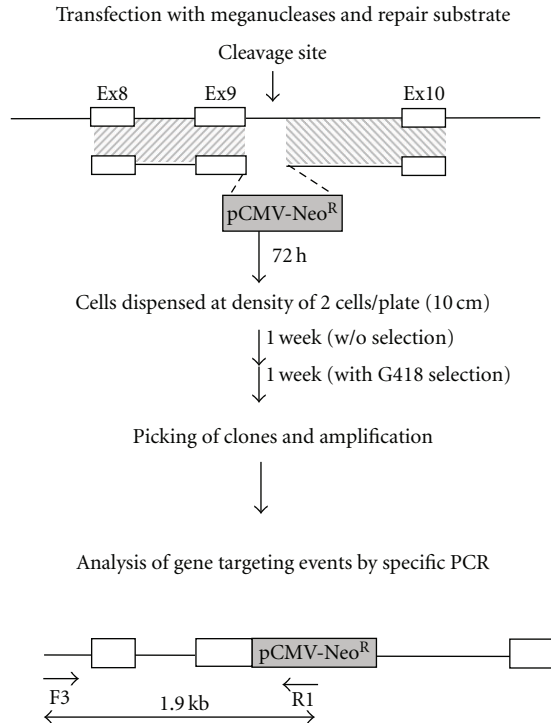 Transfection with meganucleases and repair substrate
Cleavage site
Ex8 Ex9 Ex10
pCMV-Neo^R
72 h
Cells dispensed at density of 2 cells/plate (10 cm)
1 week (w/o selection)
1 week (with G418 selection)
Picking of clones and amplification
Analysis of gene targeting events by specific PCR
pCMV-Neo^R
F3 R1
1.9 kb